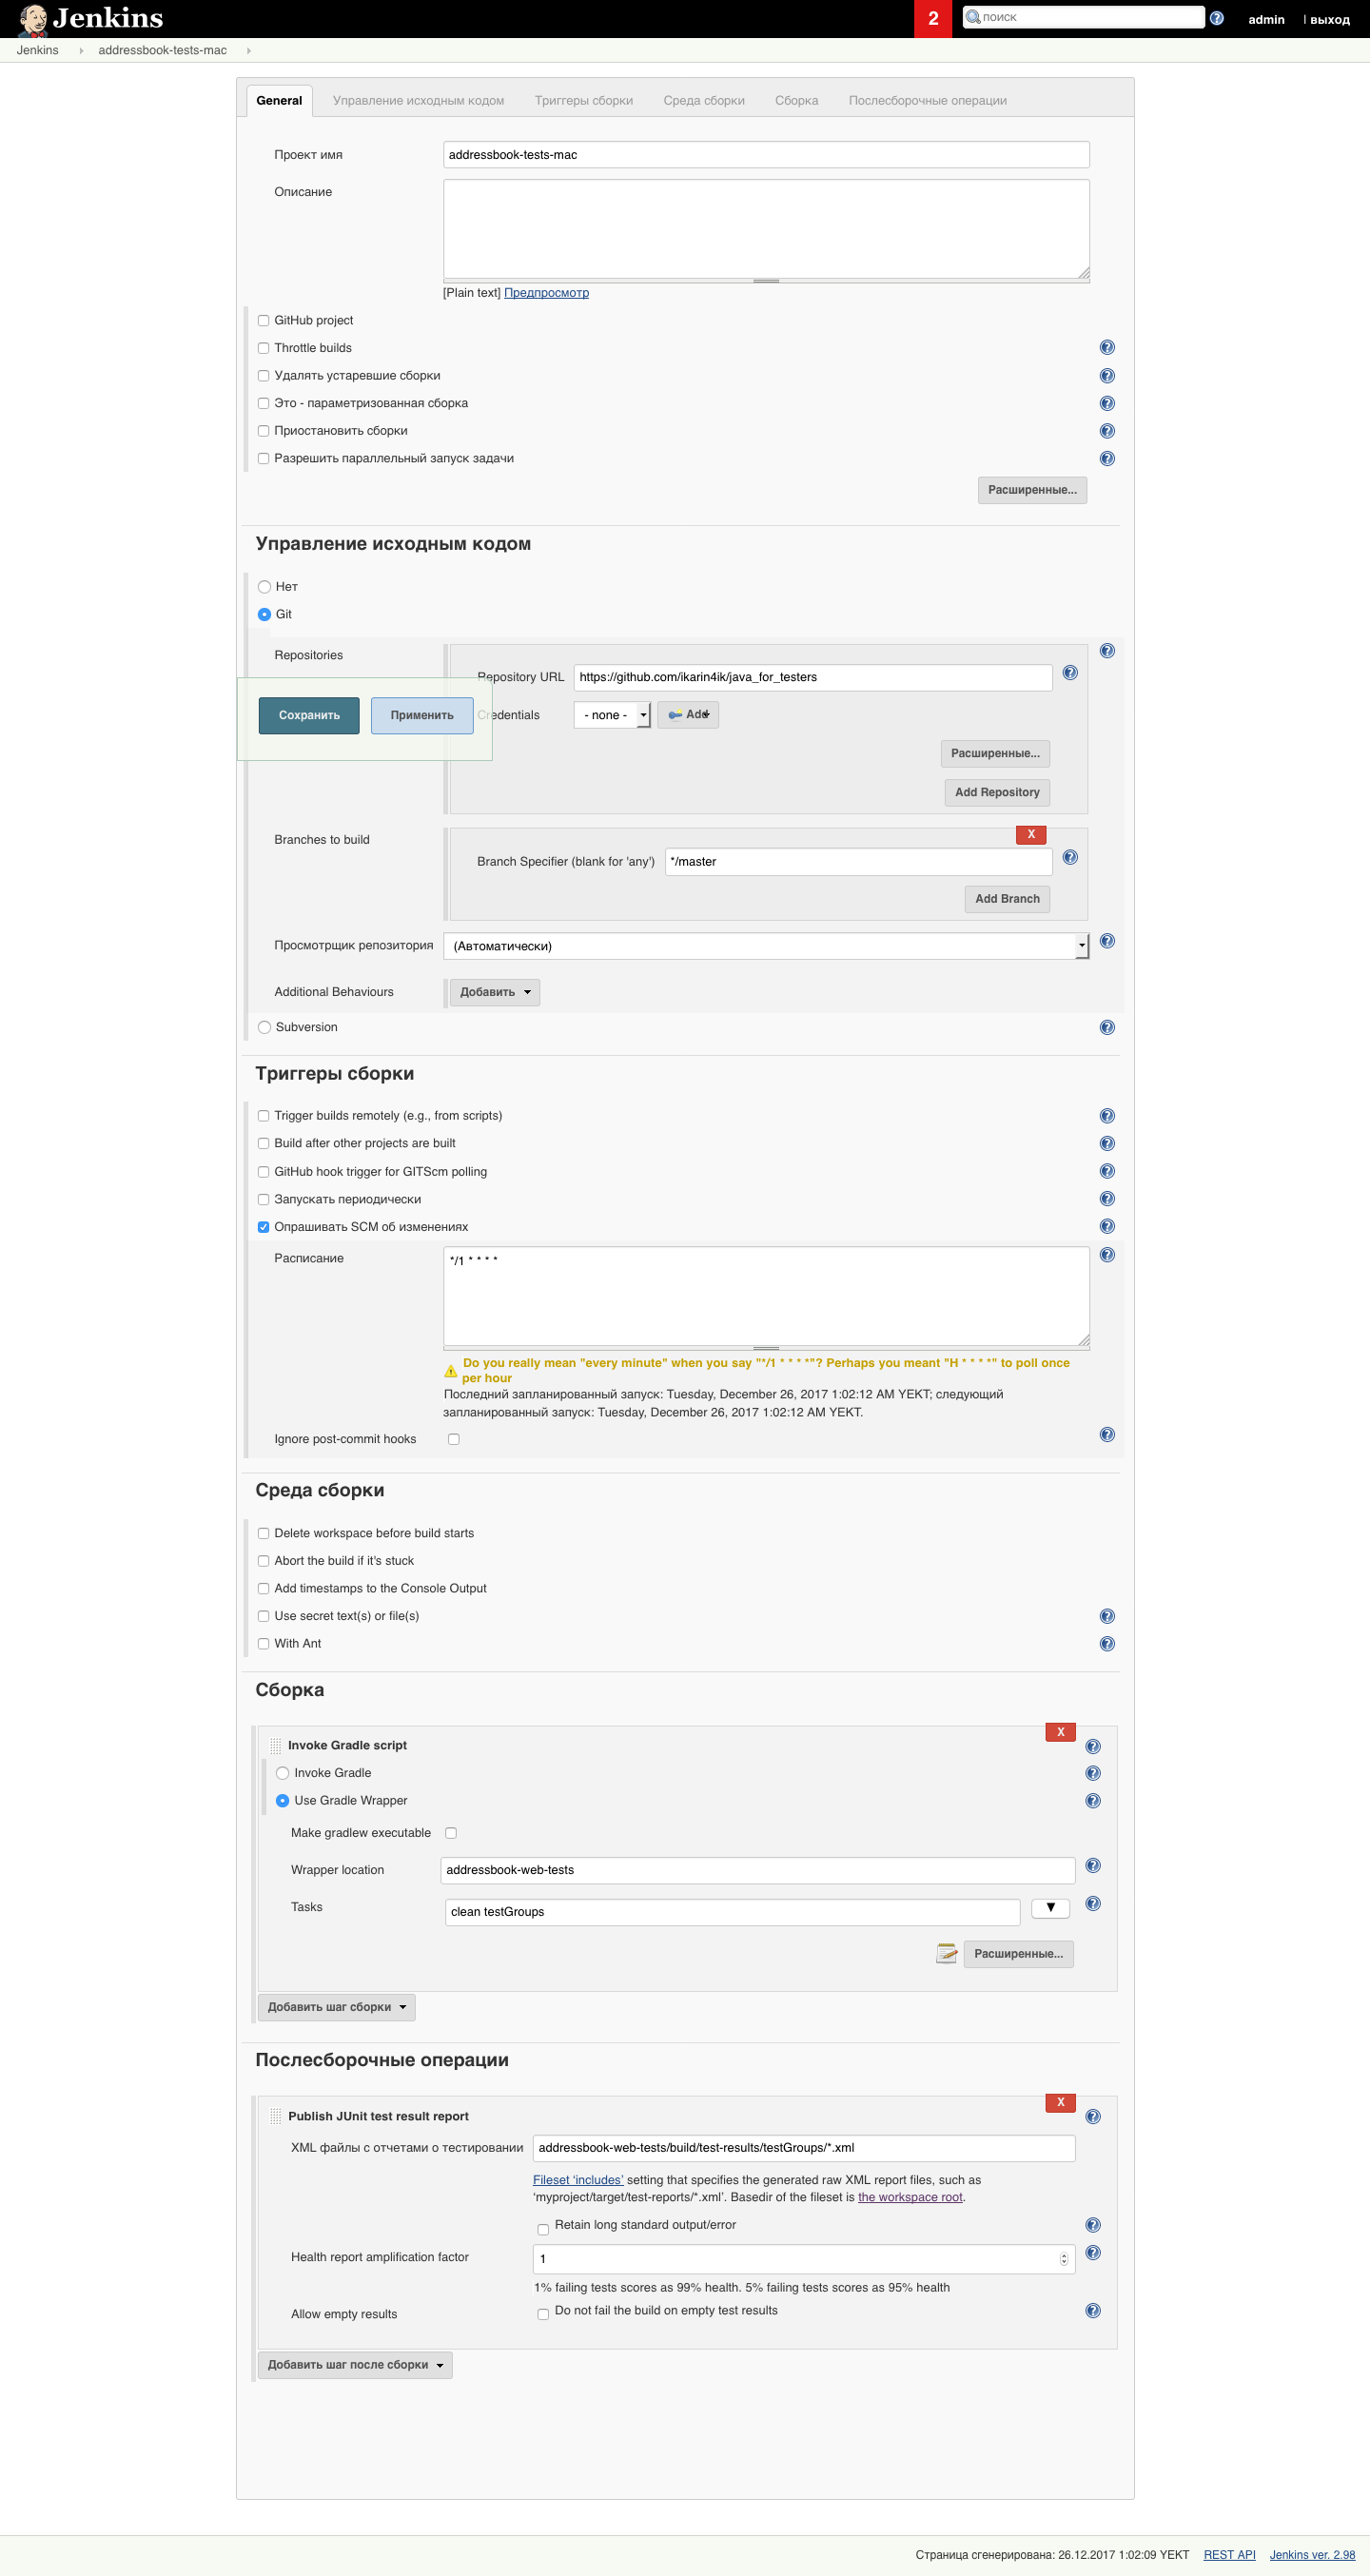 Jenkins
2
поиск
admin
| выход
Jenkins
addressbook-tests-mac
General
Управление исходным кодом
Триггеры сборки
Среда сборки
Сборка
Послесборочные операции
Проект имя
addressbook-tests-mac
Описание
[Plain text] Предпросмотр
GitHub project
Throttle builds
Удалять устаревшие сборки
Это - параметризованная сборка
Приостановить сборки
Разрешить параллельный запуск задачи
Расширенные...
Управление исходным кодом
Нет
Git
Repositories
Repository URL
https://github.com/ikarin4ik/java_for_testers
Сохранить
Применить
Credentials
- none -
Add
Расширенные...
Add Repository
Branches to build
X
Branch Specifier (blank for 'any')
*/master
Add Branch
Просмотрщик репозитория
(Автоматически)
Additional Behaviours
Добавить
Subversion
Триггеры сборки
Trigger builds remotely (e.g., from scripts)
Build after other projects are built
GitHub hook trigger for GITScm polling
Запускать периодически
Опрашивать SCM об изменениях
Расписание
*/1 * * * *
Do you really mean "every minute" when you say "*/1 * * * *"? Perhaps you meant "H * * * *" to poll once
per hour
Последний запланированный запуск: Tuesday, December 26, 2017 1:02:12 AM YEKT; следующий
запланированный запуск: Tuesday, December 26, 2017 1:02:12 AM YEKT.
Ignore post-commit hooks
Среда сборки
Delete workspace before build starts
Abort the build if it's stuck
Add timestamps to the Console Output
Use secret text(s) or file(s)
With Ant
Сборка
X
Invoke Gradle script
Invoke Gradle
Use Gradle Wrapper
Make gradlew executable
Wrapper location
addressbook-web-tests
Tasks
clean testGroups
Расширенные...
Добавить шаг сборки
Послесборочные операции
X
Publish JUnit test result report
XML файлы с отчетами о тестировании
addressbook-web-tests/build/test-results/testGroups/*.xml
Fileset ‘includes’ setting that specifies the generated raw XML report files, such as
‘myproject/target/test-reports/*.xml’. Basedir of the fileset is the workspace root.
Retain long standard output/error
Health report amplification factor
1
1% failing tests scores as 99% health. 5% failing tests scores as 95% health
Allow empty results
Do not fail the build on empty test results
Добавить шаг после сборки
Страница сгенерирована: 26.12.2017 1:02:09 YEKT
REST API
Jenkins ver. 2.98